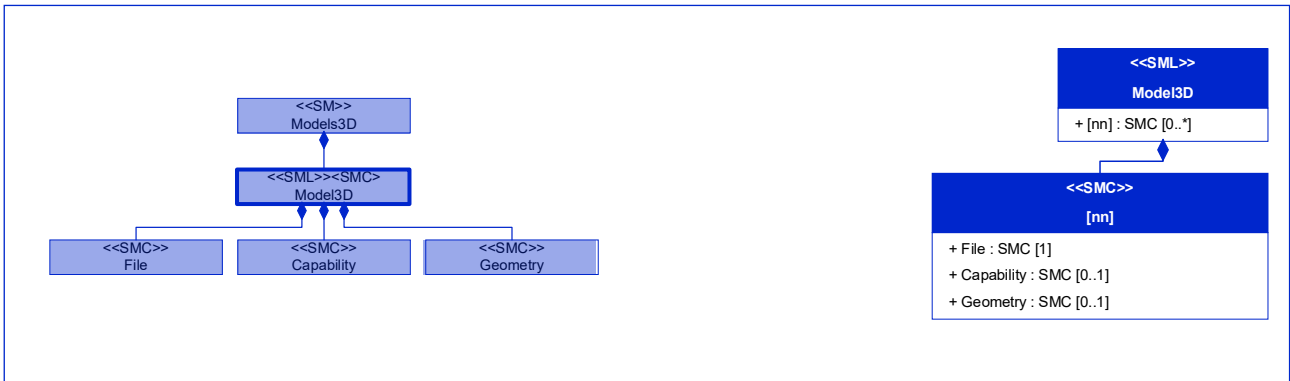 <<SM>>
Models3D
<<SML>><SMC>
Model3D
<<SMC>>
File
<<SMC>>
Capability
<<SMC>>
Geometry
<<SML>>
Model3D
+ [nn] : SMC [0..*]
<<SMC>>
[nn]
+ File : SMC [1]
+ Capability : SMC [0..1]
+ Geometry : SMC [0..1]